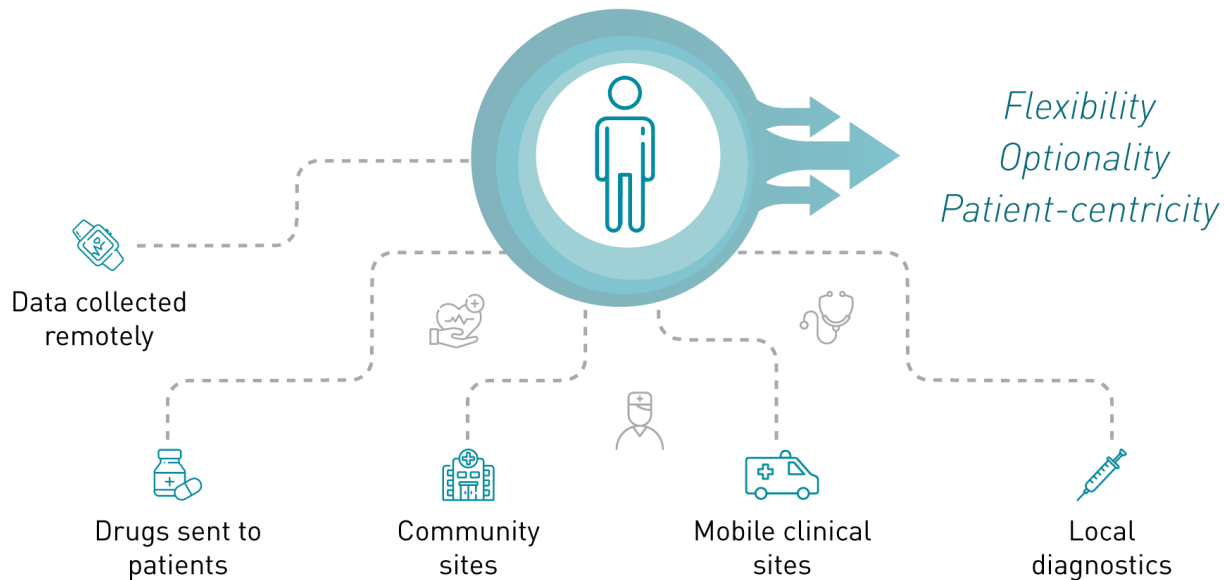 Flexibility
Optionality
Patient-centricity
Data collected
remotely
Drugs sent to
patients
Community
sites
Mobile clinical
sites
Local
diagnostics